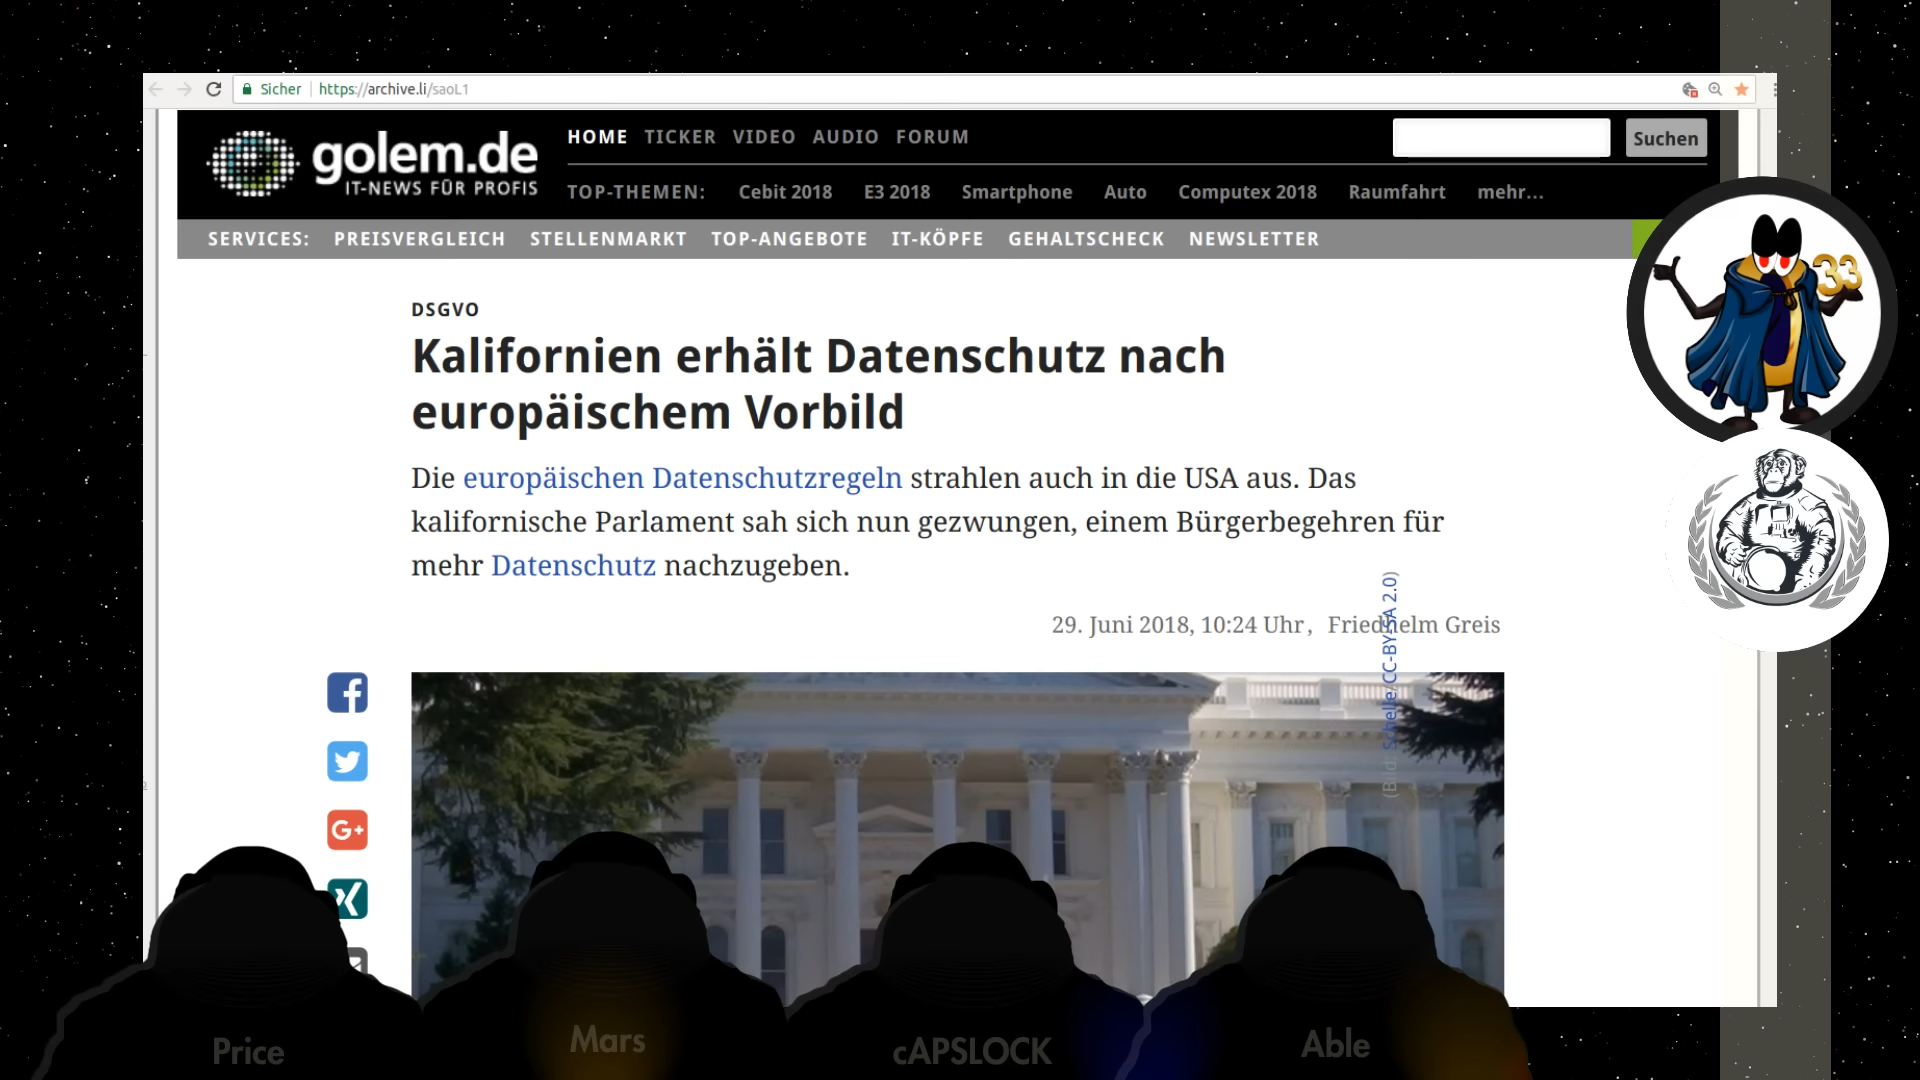 Sicher https://archive.li/saoL1
golem.de
IT-NEWS FÜR PROFIS
HOME TICKER VIDEO AUDIO FORUM
Suchen
TOP-THEMEN: Cebit 2018 E3 2018 Smartphone Auto Computex 2018 Raumfahrt mehr...
SERVICES: PREISVERGLEICH STELLENMARKT TOP-ANGEBOTE IT-KÖPFE GEHALTSCHECK NEWSLETTER
33
DSGVO
Kalifornien erhält Datenschutz nach
europäischem Vorbild
Die europäischen Datenschutzregeln strahlen auch in die USA aus. Das
kalifornische Parlament sah sich nun gezwungen, einem Bürgerbegehren für
mehr Datenschutz nachzugeben.
29. Juni 2018, 10:24 Uhr, Friedhelm Greis
(Bild: Schelle/CC-BY-SA 2.0)
G+
Price
Mars
cAPSLOCK
Able